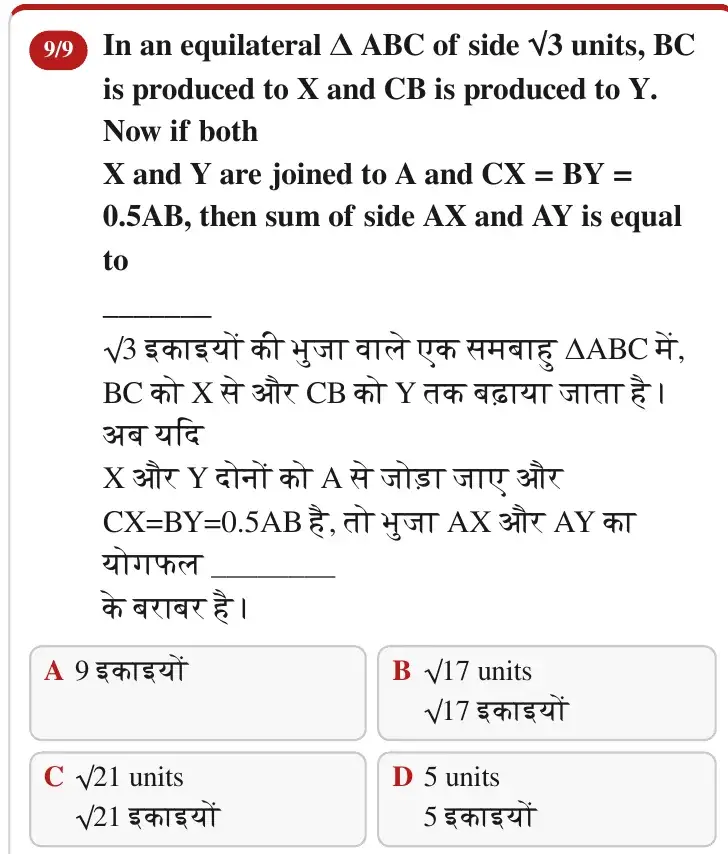 9/9 In an equilateral Δ ABC of side √3 units, BC
is produced to X and CB is produced to Y.
Now if both
X and Y are joined to A and CX = BY =
0.5AB, then sum of side AX and AY is equal
to
________
√3 इकाइयों की भुजा वाले एक समबाहु ΔABC में,
BC को X से और CB को Y तक बढ़ाया जाता है।
अब यदि
X और Y दोनों को A से जोड़ा जाए और
CX=BY=0.5AB है, तो भुजा AX और AY का
योगफल _________
के बराबर है।
A 9 इकाइयों
B √17 units
√17 इकाइयों
C √21 units
√21 इकाइयों
D 5 units
5 इकाइयों